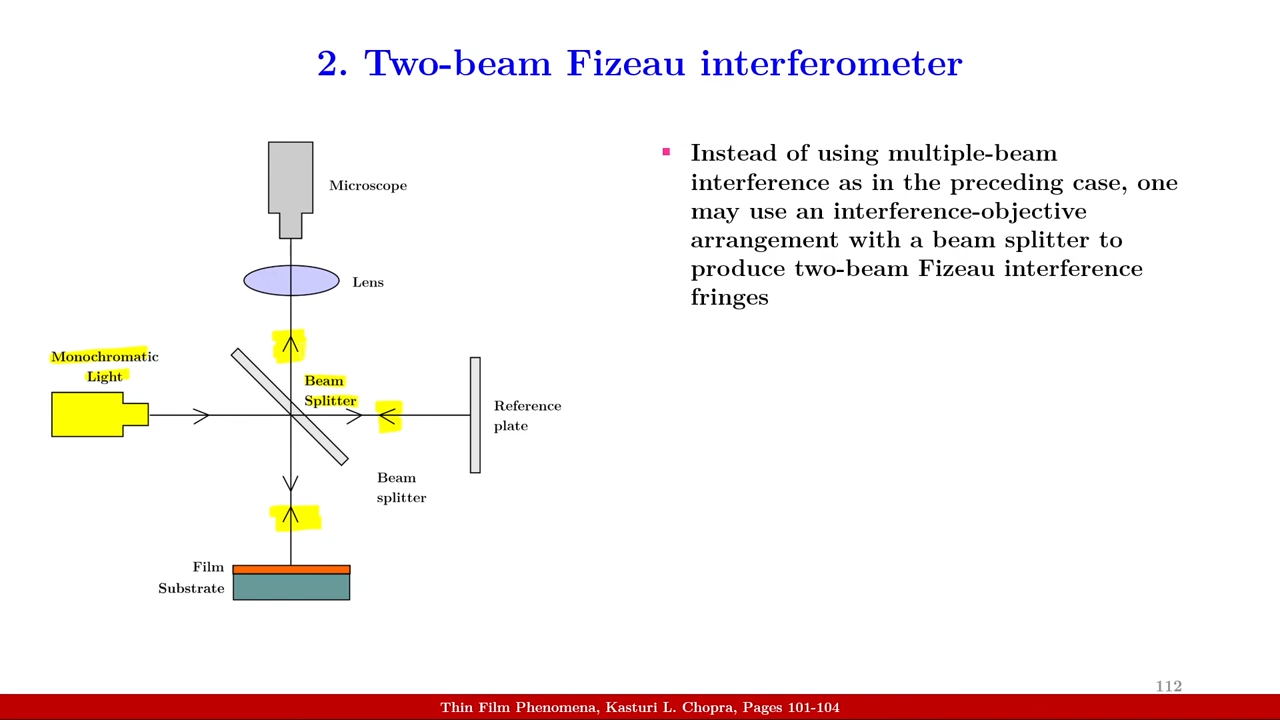 2. Two-beam Fizeau interferometer
Microscope
Lens
Monochromatic
Light
Beam
Splitter
Reference
plate
Beam
splitter
Film
Substrate
▪ Instead of using multiple-beam
interference as in the preceding case, one
may use an interference-objective
arrangement with a beam splitter to
produce two-beam Fizeau interference
fringes
112
Thin Film Phenomena, Kasturi L. Chopra, Pages 101-104